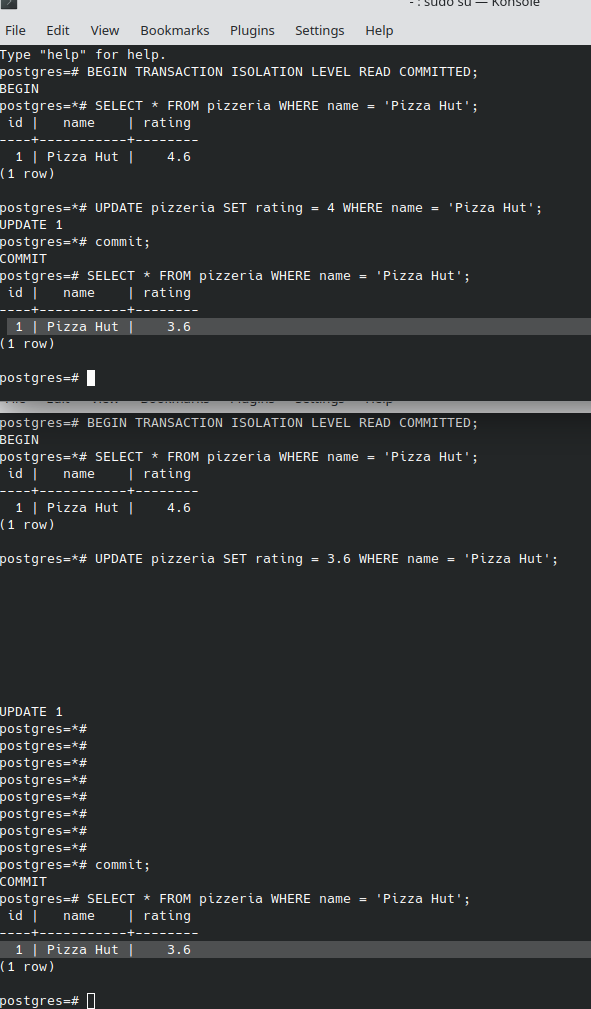 - : sudo su — Konsole
File Edit View Bookmarks Plugins Settings Help
Type "help" for help.
postgres=# BEGIN TRANSACTION ISOLATION LEVEL READ COMMITTED;
BEGIN
postgres=*# SELECT * FROM pizzeria WHERE name = 'Pizza Hut';
 id |   name    | rating
----+-----------+--------
  1 | Pizza Hut |    4.6
(1 row)

postgres=*# UPDATE pizzeria SET rating = 4 WHERE name = 'Pizza Hut';
UPDATE 1
postgres=*# commit;
COMMIT
postgres=# SELECT * FROM pizzeria WHERE name = 'Pizza Hut';
 id |   name    | rating
----+-----------+--------
  1 | Pizza Hut |    3.6
(1 row)

postgres=#
File Edit View Bookmarks Plugins Settings Help
postgres=# BEGIN TRANSACTION ISOLATION LEVEL READ COMMITTED;
BEGIN
postgres=*# SELECT * FROM pizzeria WHERE name = 'Pizza Hut';
 id |   name    | rating
----+-----------+--------
  1 | Pizza Hut |    4.6
(1 row)

postgres=*# UPDATE pizzeria SET rating = 3.6 WHERE name = 'Pizza Hut';
UPDATE 1
postgres=*#
postgres=*#
postgres=*#
postgres=*#
postgres=*#
postgres=*#
postgres=*#
postgres=*#
postgres=*# commit;
COMMIT
postgres=# SELECT * FROM pizzeria WHERE name = 'Pizza Hut';
 id |   name    | rating
----+-----------+--------
  1 | Pizza Hut |    3.6
(1 row)

postgres=#